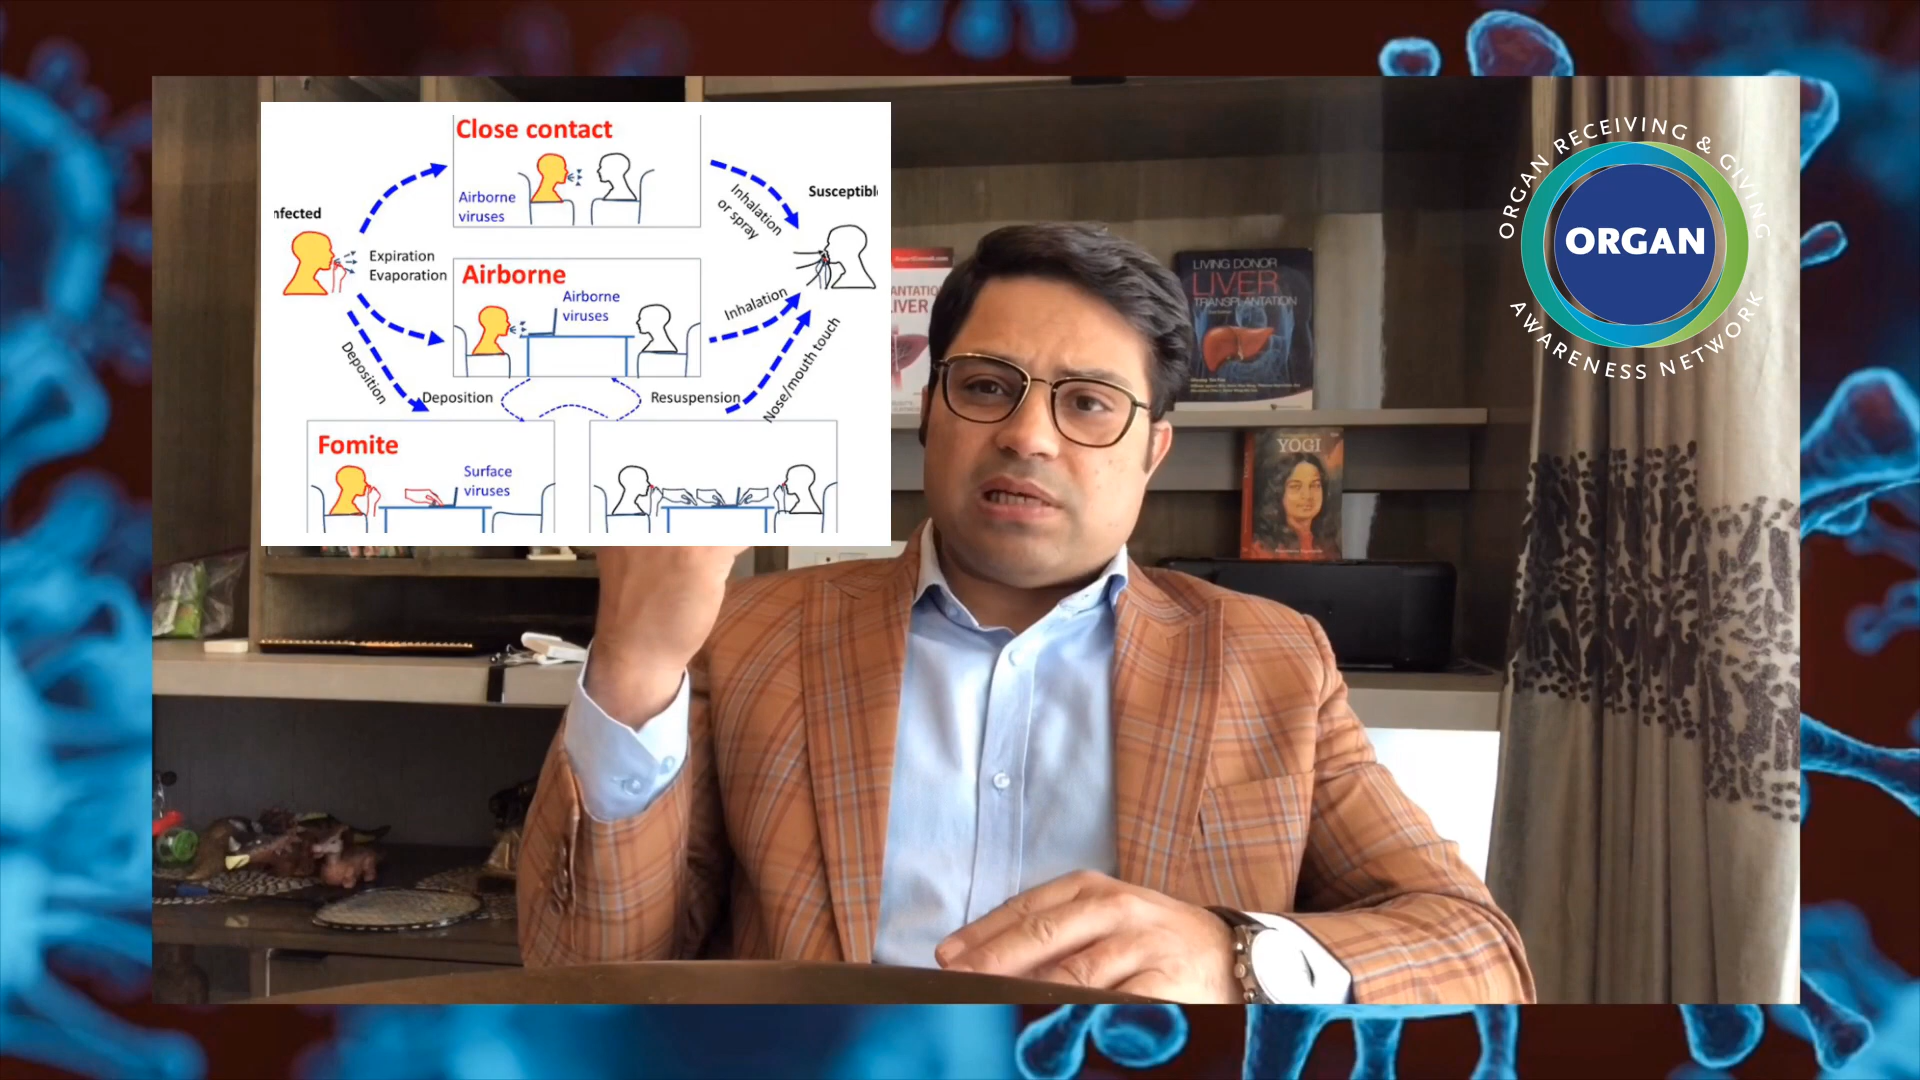 Close contact
Airborne
viruses
Inhalation
or spray
Susceptibl
nfected
Expiration
Evaporation
Airborne
Airborne
viruses
Inhalation
Deposition
Deposition
Resuspension
Nose/mouth touch
Fomite
Surface
viruses
ANTATIO
IVER
LIVING DONOR
LIVER
TRANSPLANTATION
YOGI
ORGAN RECEIVING & GIVING
ORGAN
AWARENESS NETWORK